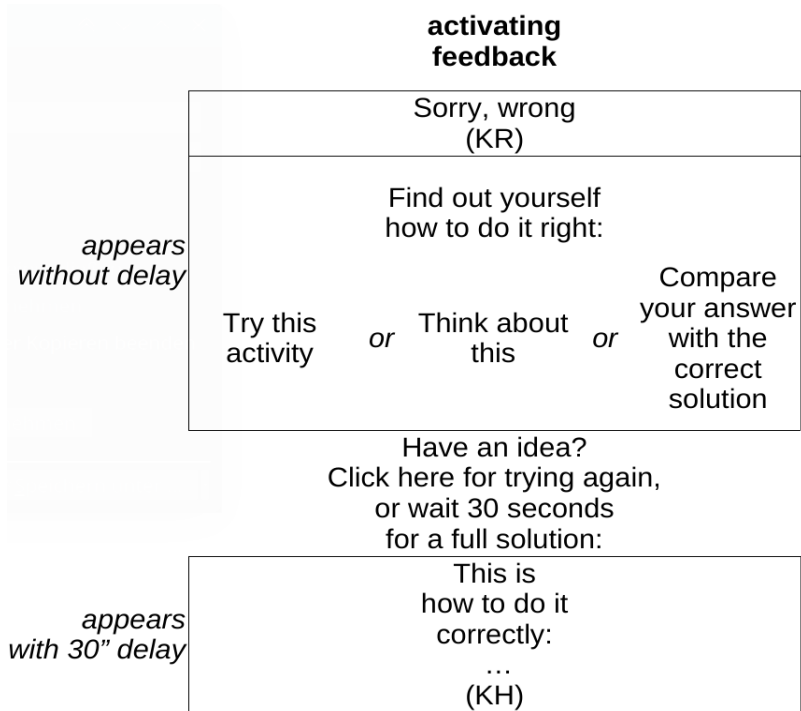 activating
feedback
Sorry, wrong
(KR)
appears
without delay
Find out yourself
how to do it right:
Try this
activity
or
Think about
this
or
Compare
your answer
with the
correct
solution
Have an idea?
Click here for trying again,
or wait 30 seconds
for a full solution:
appears
with 30” delay
This is
how to do it
correctly:
...
(KH)